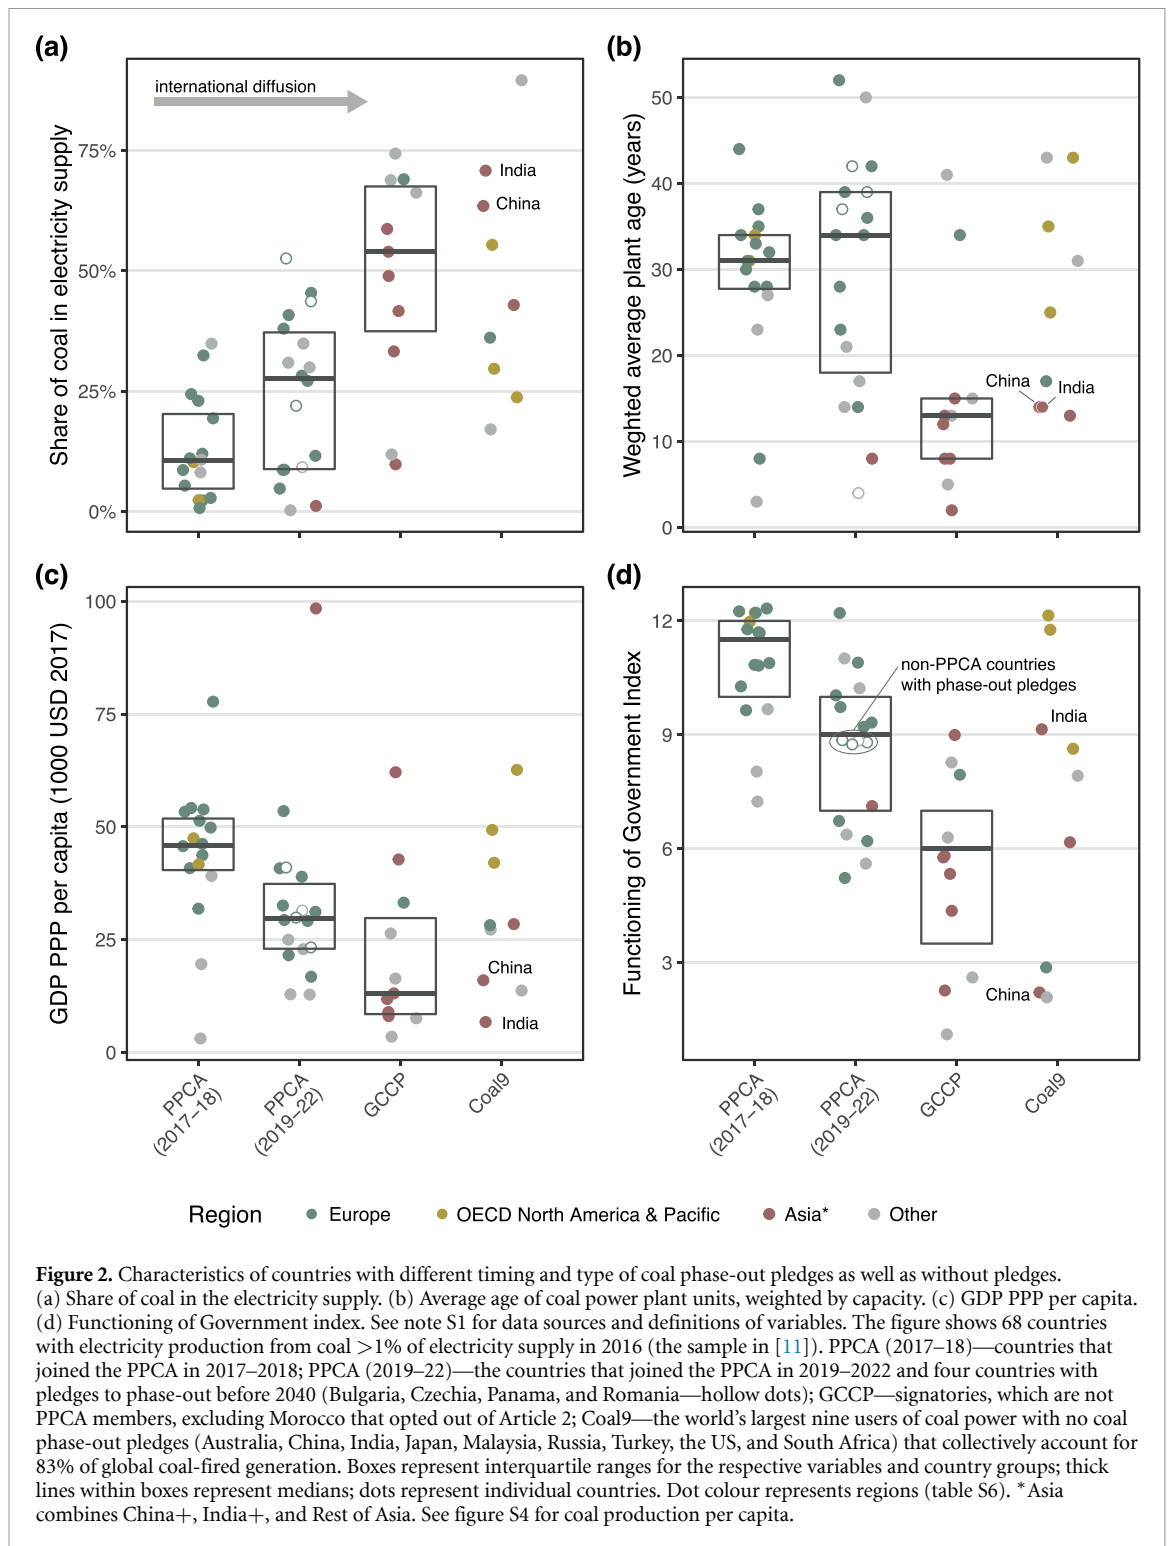 (a)
international diffusion
Share of coal in electricity supply
75%
50%
25%
0%
India
China
(b)
Weghted average plant age (years)
50
40
30
20
10
0
China
India
(c)
GDP PPP per capita (1000 USD 2017)
100
75
50
25
0
China
India
PPCA
(2017–18)
PPCA
(2019–22)
GCCP
Coal9
(d)
Functioning of Government Index
12
9
6
3
non-PPCA countries
with phase-out pledges
India
China
PPCA
(2017–18)
PPCA
(2019–22)
GCCP
Coal9
Region
Europe
OECD North America & Pacific
Asia*
Other
Figure 2. Characteristics of countries with different timing and type of coal phase-out pledges as well as without pledges.
(a) Share of coal in the electricity supply. (b) Average age of coal power plant units, weighted by capacity. (c) GDP PPP per capita.
(d) Functioning of Government index. See note S1 for data sources and definitions of variables. The figure shows 68 countries
with electricity production from coal >1% of electricity supply in 2016 (the sample in [11]). PPCA (2017–18)—countries that
joined the PPCA in 2017–2018; PPCA (2019–22)—the countries that joined the PPCA in 2019–2022 and four countries with
pledges to phase-out before 2040 (Bulgaria, Czechia, Panama, and Romania—hollow dots); GCCP—signatories, which are not
PPCA members, excluding Morocco that opted out of Article 2; Coal9—the world's largest nine users of coal power with no coal
phase-out pledges (Australia, China, India, Japan, Malaysia, Russia, Turkey, the US, and South Africa) that collectively account for
83% of global coal-fired generation. Boxes represent interquartile ranges for the respective variables and country groups; thick
lines within boxes represent medians; dots represent individual countries. Dot colour represents regions (table S6). *Asia
combines China+, India+, and Rest of Asia. See figure S4 for coal production per capita.